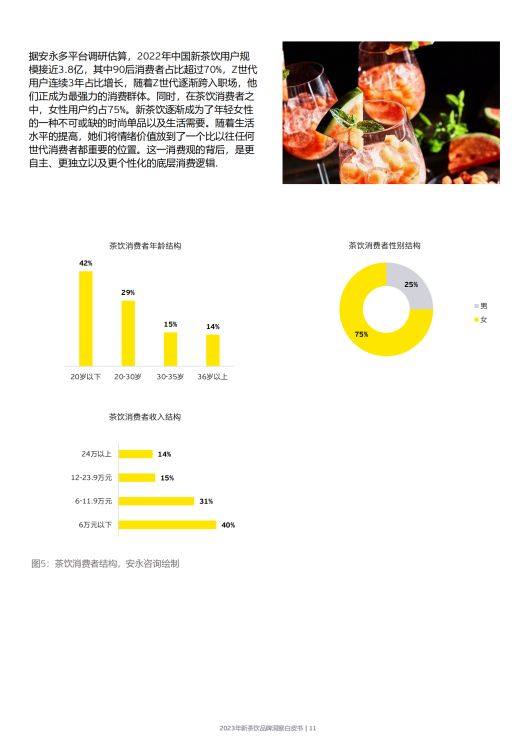 据安永多平台调研估算，2022年中国新茶饮用户规
模接近3.8亿，其中90后消费者占比超过70%，Z世代
用户连续3年占比增长，随着Z世代逐渐跨入职场，他
们正成为最强力的消费群体。同时，在茶饮消费者之
中，女性用户约占75%。新茶饮逐渐成为了年轻女性
的一种不可或缺的时尚单品以及生活需要。随着生活
水平的提高，她们将情绪价值放到了一个比以往任何
世代消费者都重要的位置。这一消费观的背后，是更
自主、更独立以及更个性化的底层消费逻辑.
茶饮消费者年龄结构
42%
29%
15%
14%
20岁以下 20-30岁 30-35岁 36岁以上
茶饮消费者性别结构
25%
75%
男
女
茶饮消费者收入结构
24万以上 14%
12-23.9万元 15%
6-11.9万元 31%
6万元以下 40%
图5：茶饮消费者结构，安永咨询绘制
2023年新茶饮品牌洞察白皮书 | 11